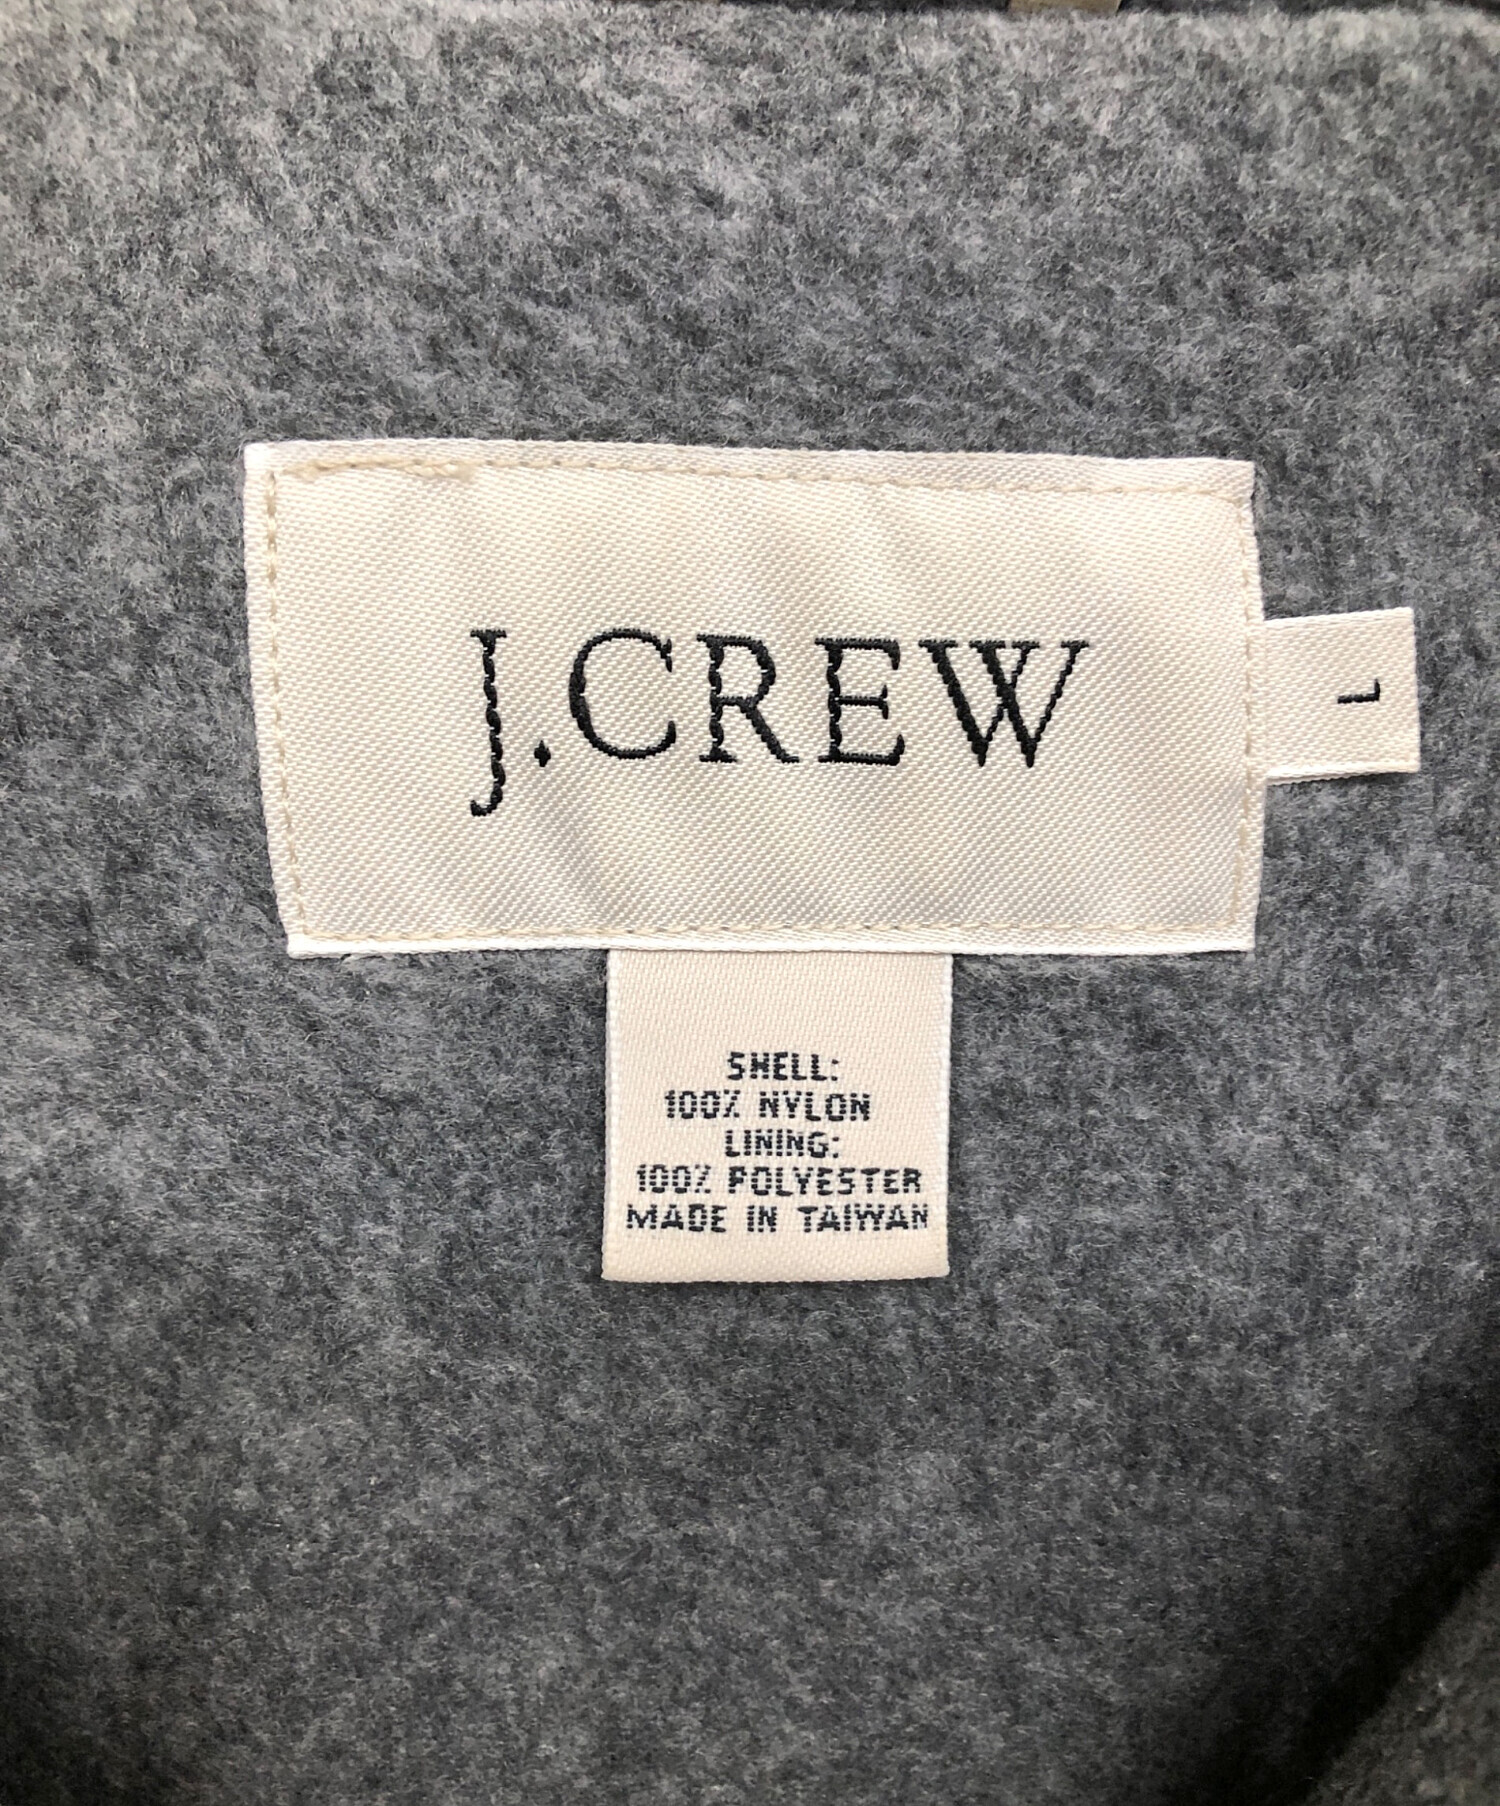 J.CREW
L
SHELL:
100% NYLON
LINING:
100% POLYESTER
MADE IN TAIWAN